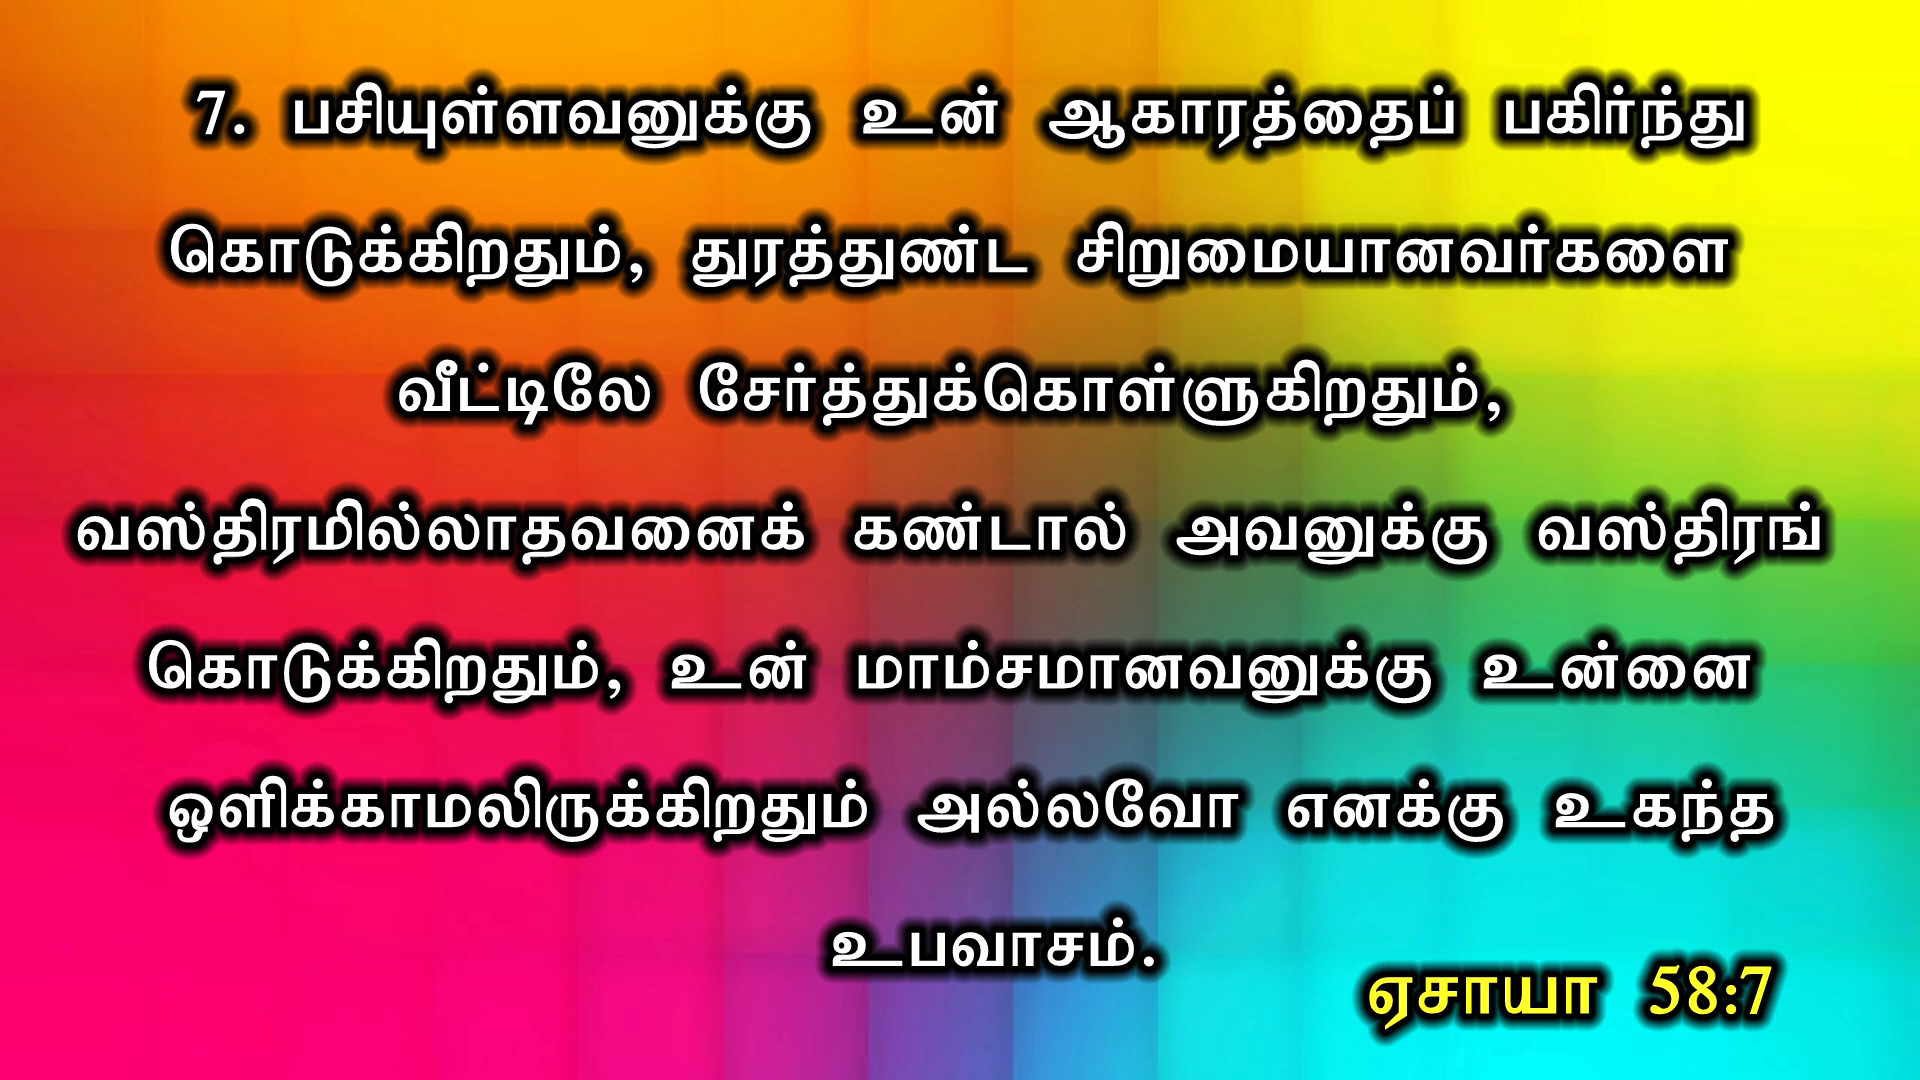 7. பசியுள்ளவனுக்கு உன் ஆகாரத்தைப் பகிர்ந்து
கொடுக்கிறதும், துரத்துண்ட சிறுமையானவர்களை
வீட்டிலே சேர்த்துக்கொள்ளுகிறதும்,
வஸ்திரமில்லாதவனைக் கண்டால் அவனுக்கு வஸ்திரங்
கொடுக்கிறதும், உன் மாம்சமானவனுக்கு உன்னை
ஒளிக்காமலிருக்கிறதும் அல்லவோ எனக்கு உகந்த
உபவாசம்.
ஏசாயா 58:7